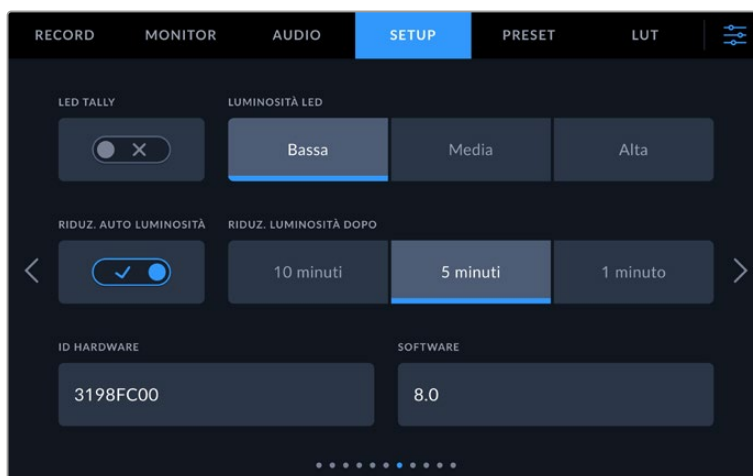 RECORD MONITOR AUDIO SETUP PRESET LUT
LED TALLY LUMINOSITÀ LED
Bassa Media Alta
RIDUZ. AUTO LUMINOSITÀ RIDUZ. LUMINOSITÀ DOPO
10 minuti 5 minuti 1 minuto
ID HARDWARE SOFTWARE
3198FC00 8.0